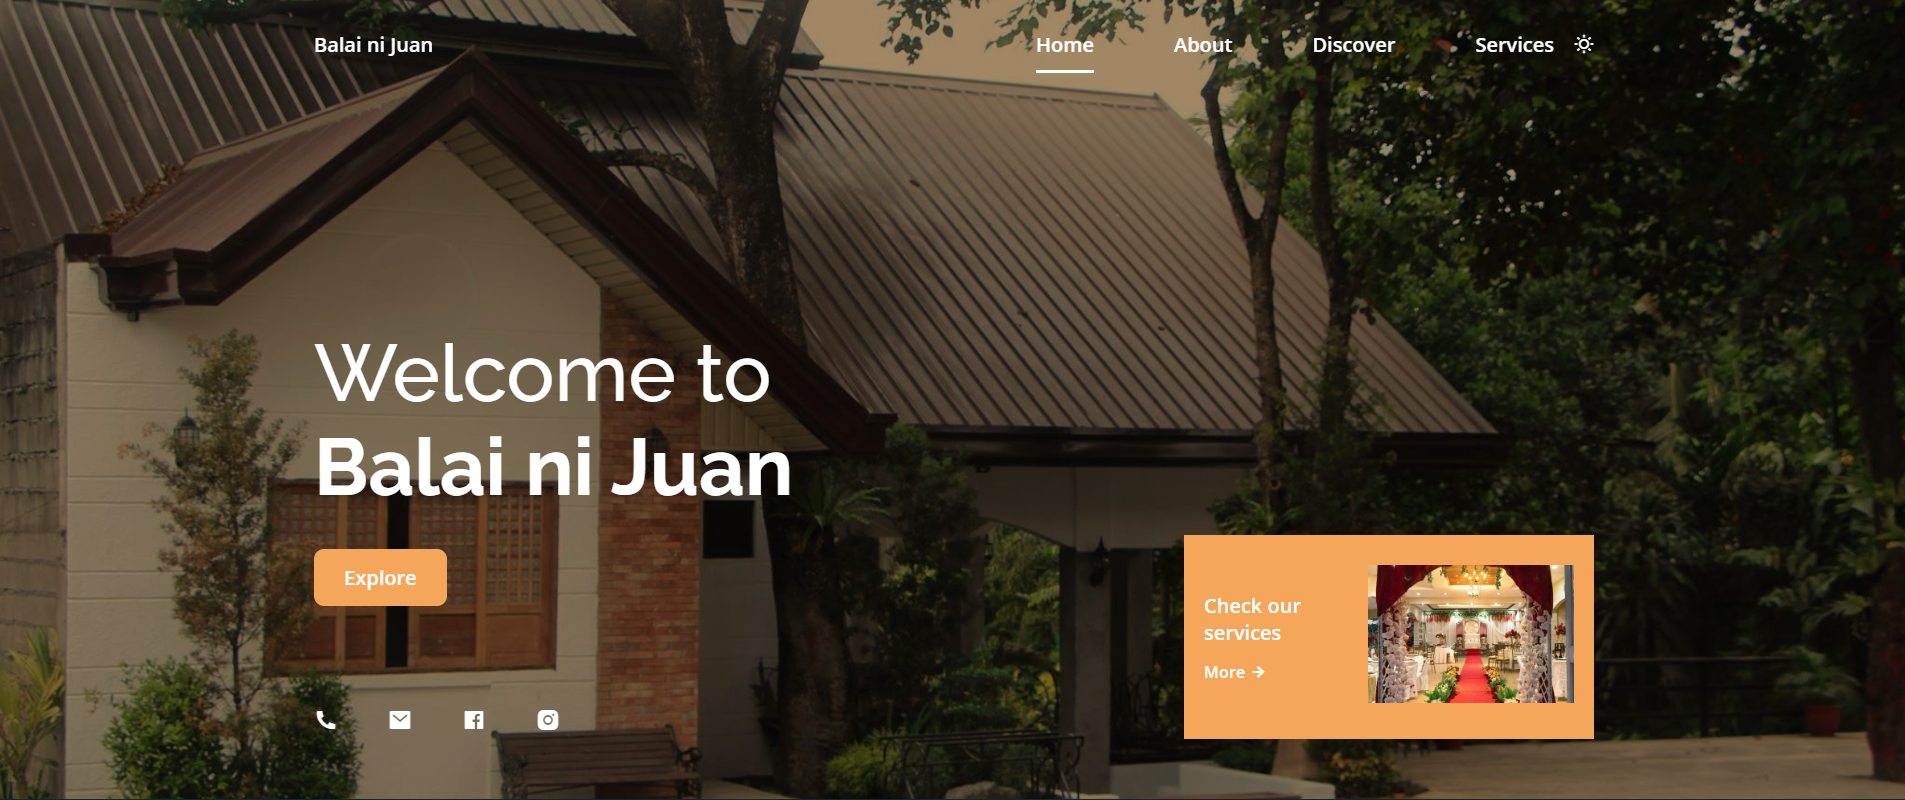 Balai ni Juan
Home
About
Discover
Services
Welcome to
Balai ni Juan
Explore
Check our
services
More